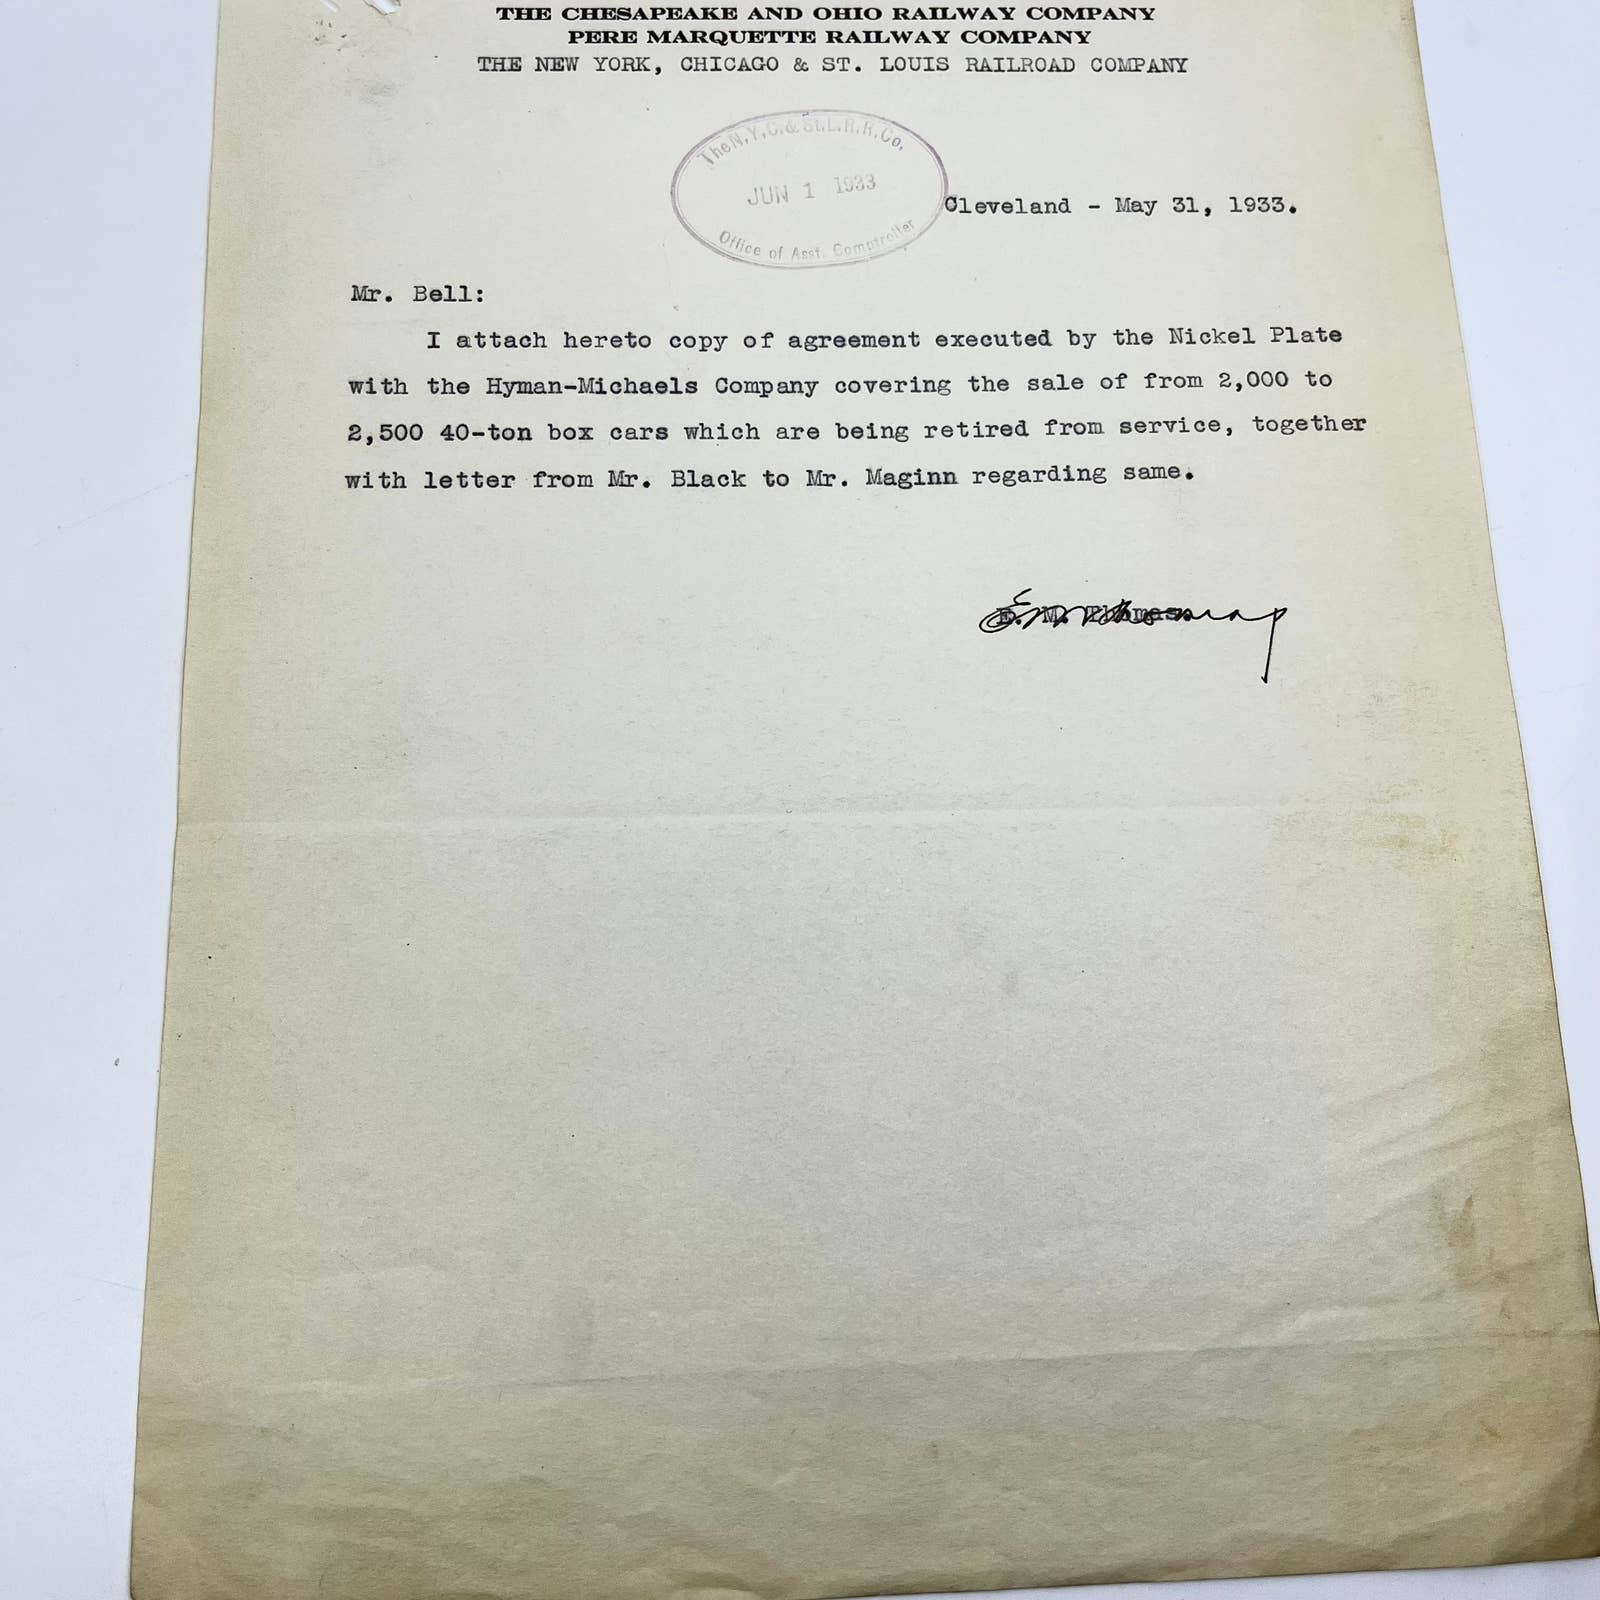 THE CHESAPEAKE AND OHIO RAILWAY COMPANY
PERE MARQUETTE RAILWAY COMPANY
THE NEW YORK, CHICAGO & ST. LOUIS RAILROAD COMPANY
The N.Y.C. & St.L.R.R.Co.
JUN 1 1933
Office of Asst. Comptroller
Cleveland - May 31, 1933.
Mr. Bell:
I attach hereto copy of agreement executed by the Nickel Plate
with the Hyman-Michaels Company covering the sale of from 2,000 to
2,500 40-ton box cars which are being retired from service, together
with letter from Mr. Black to Mr. Maginn regarding same.
E. M. Thomas